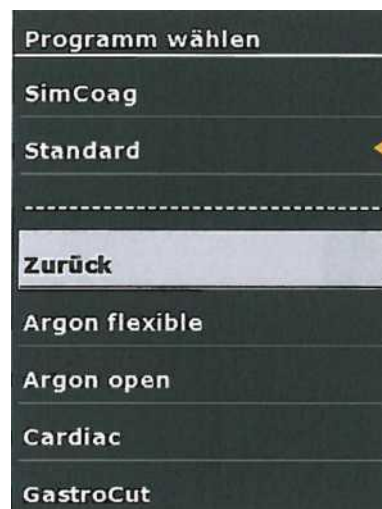 Programm wählen
SimCoag
Standard
Zurück
Argon flexible
Argon open
Cardiac
GastroCut